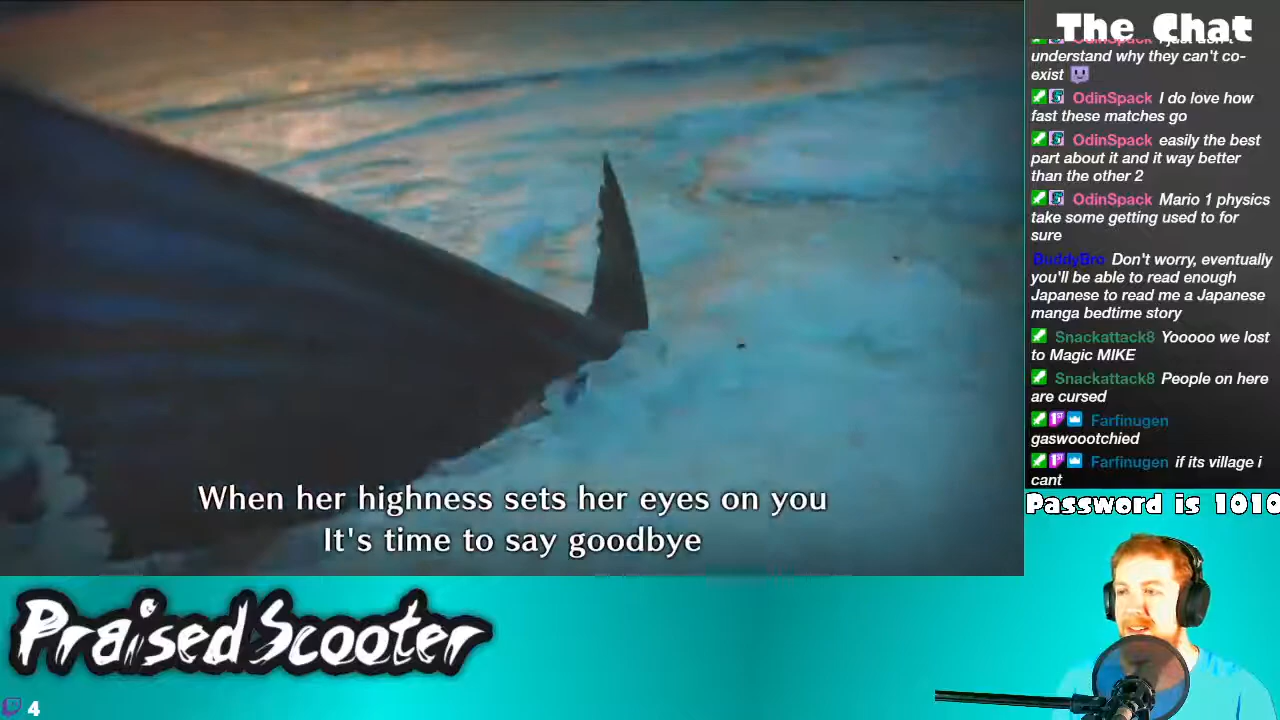 The Chat
understand why they can't co-
exist
OdinSpack I do love how
fast these matches go
OdinSpack easily the best
part about it and it way better
than the other 2
OdinSpack Mario 1 physics
take some getting used to for
sure
BuddyBro Don't worry, eventually
you'll be able to read enough
Japanese to read me a Japanese
manga bedtime story
Snackattack8 Yooooo we lost
to Magic MIKE
Snackattack8 People on here
are cursed
Farfinugen
gaswoootchied
Farfinugen if its village i
cant
Password is 1010
When her highness sets her eyes on you
It's time to say goodbye
PraisedScooter
4